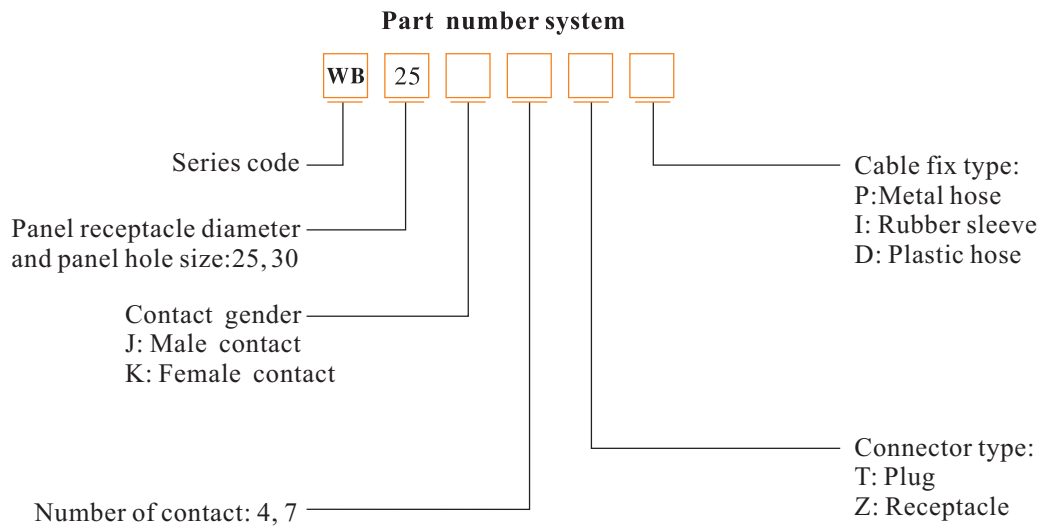 Part number system
WB 25
Series code
Panel receptacle diameter
and panel hole size:25, 30
Contact gender
J: Male contact
K: Female contact
Number of contact: 4, 7
Cable fix type:
P:Metal hose
I: Rubber sleeve
D: Plastic hose
Connector type:
T: Plug
Z: Receptacle